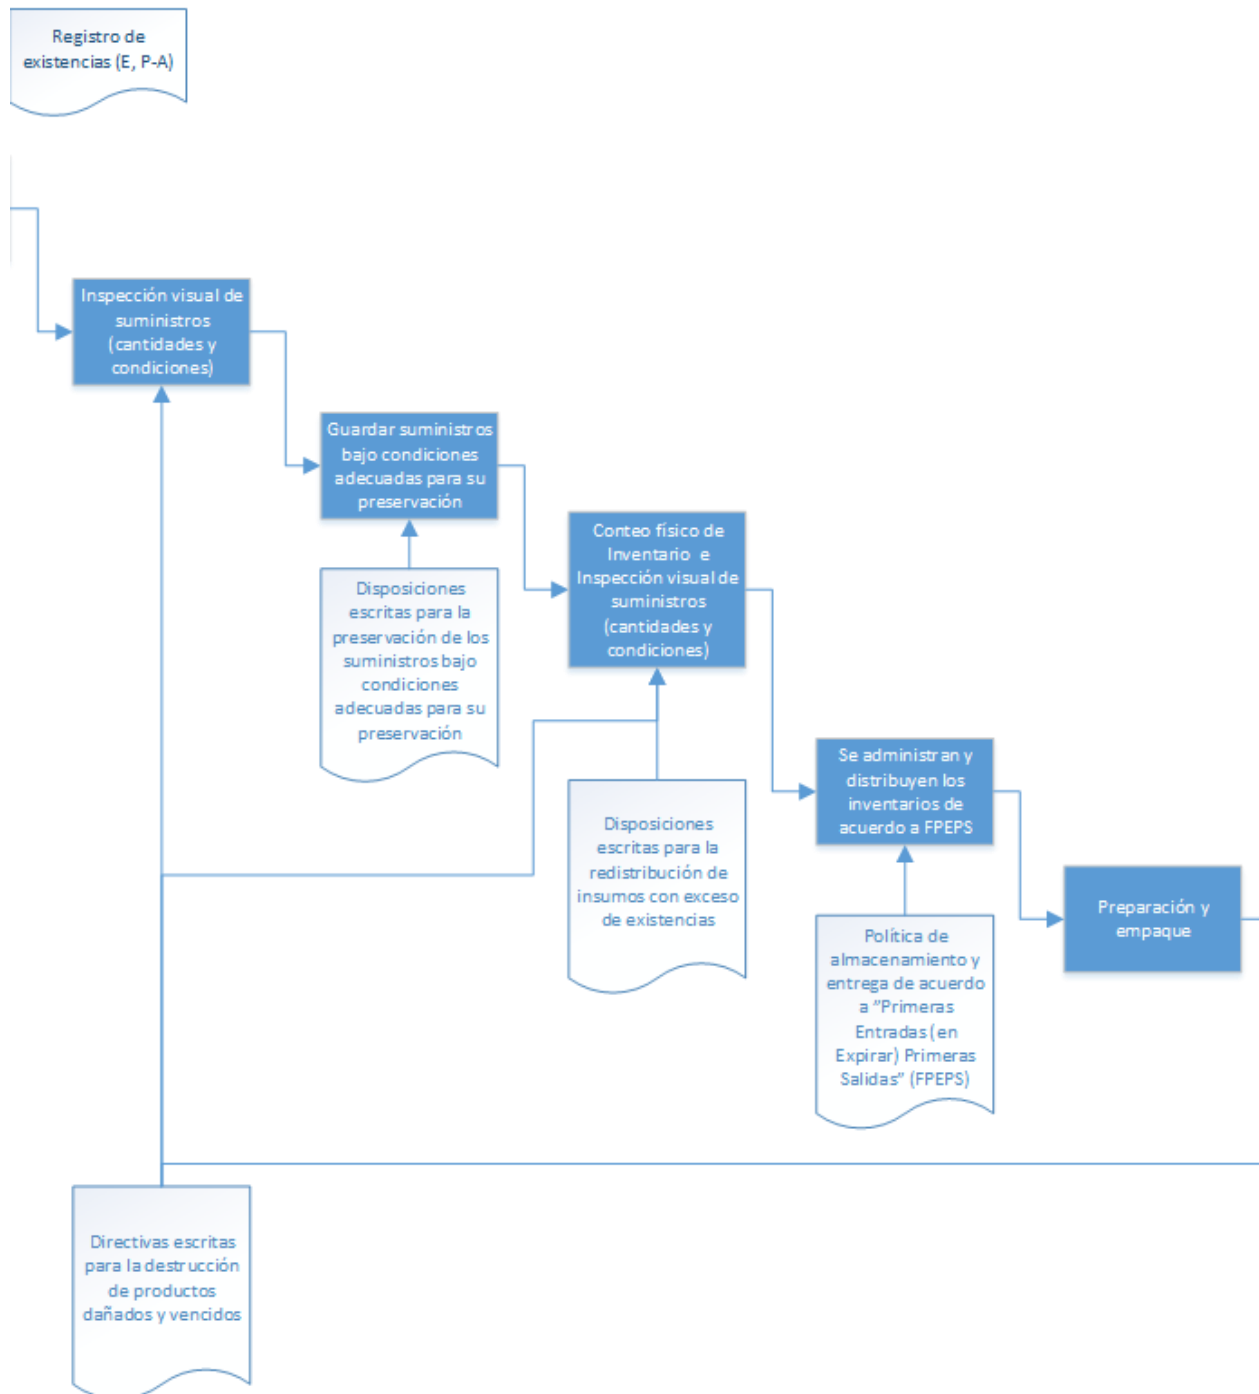 Registro de
existencias (E, P-A)
Inspección visual de
suministros
(cantidades y
condiciones)
Guardar suministros
bajo condiciones
adecuadas para su
preservación
Disposiciones
escritas para la
preservación de los
suministros bajo
condiciones
adecuadas para su
preservación
Conteo físico de
Inventario e
Inspección visual de
suministros
(cantidades y
condiciones)
Disposiciones
escritas para la
redistribución de
insumos con exceso
de existencias
Se administran y
distribuyen los
inventarios de
acuerdo a FPEPS
Política de
almacenamiento y
entrega de acuerdo
a ”Primeras
Entradas (en
Expirar) Primeras
Salidas” (FPEPS)
Preparación y
empaque
Directivas escritas
para la destrucción
de productos
dañados y vencidos